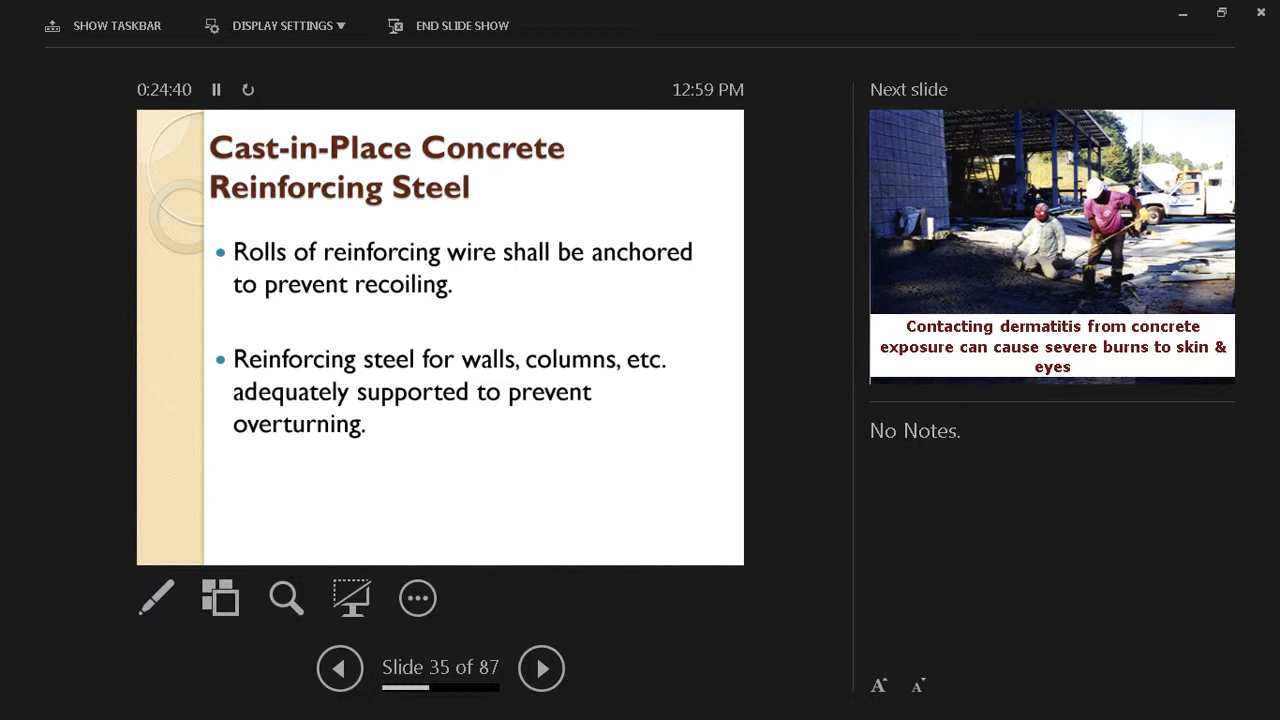 SHOW TASKBAR
DISPLAY SETTINGS
END SLIDE SHOW
0:24:40
12:59 PM
Cast-in-Place Concrete
Reinforcing Steel
• Rolls of reinforcing wire shall be anchored
to prevent recoiling.
• Reinforcing steel for walls, columns, etc.
adequately supported to prevent
overturning.
Slide 35 of 87
Next slide
Contacting dermatitis from concrete
exposure can cause severe burns to skin &
eyes
No Notes.
A A